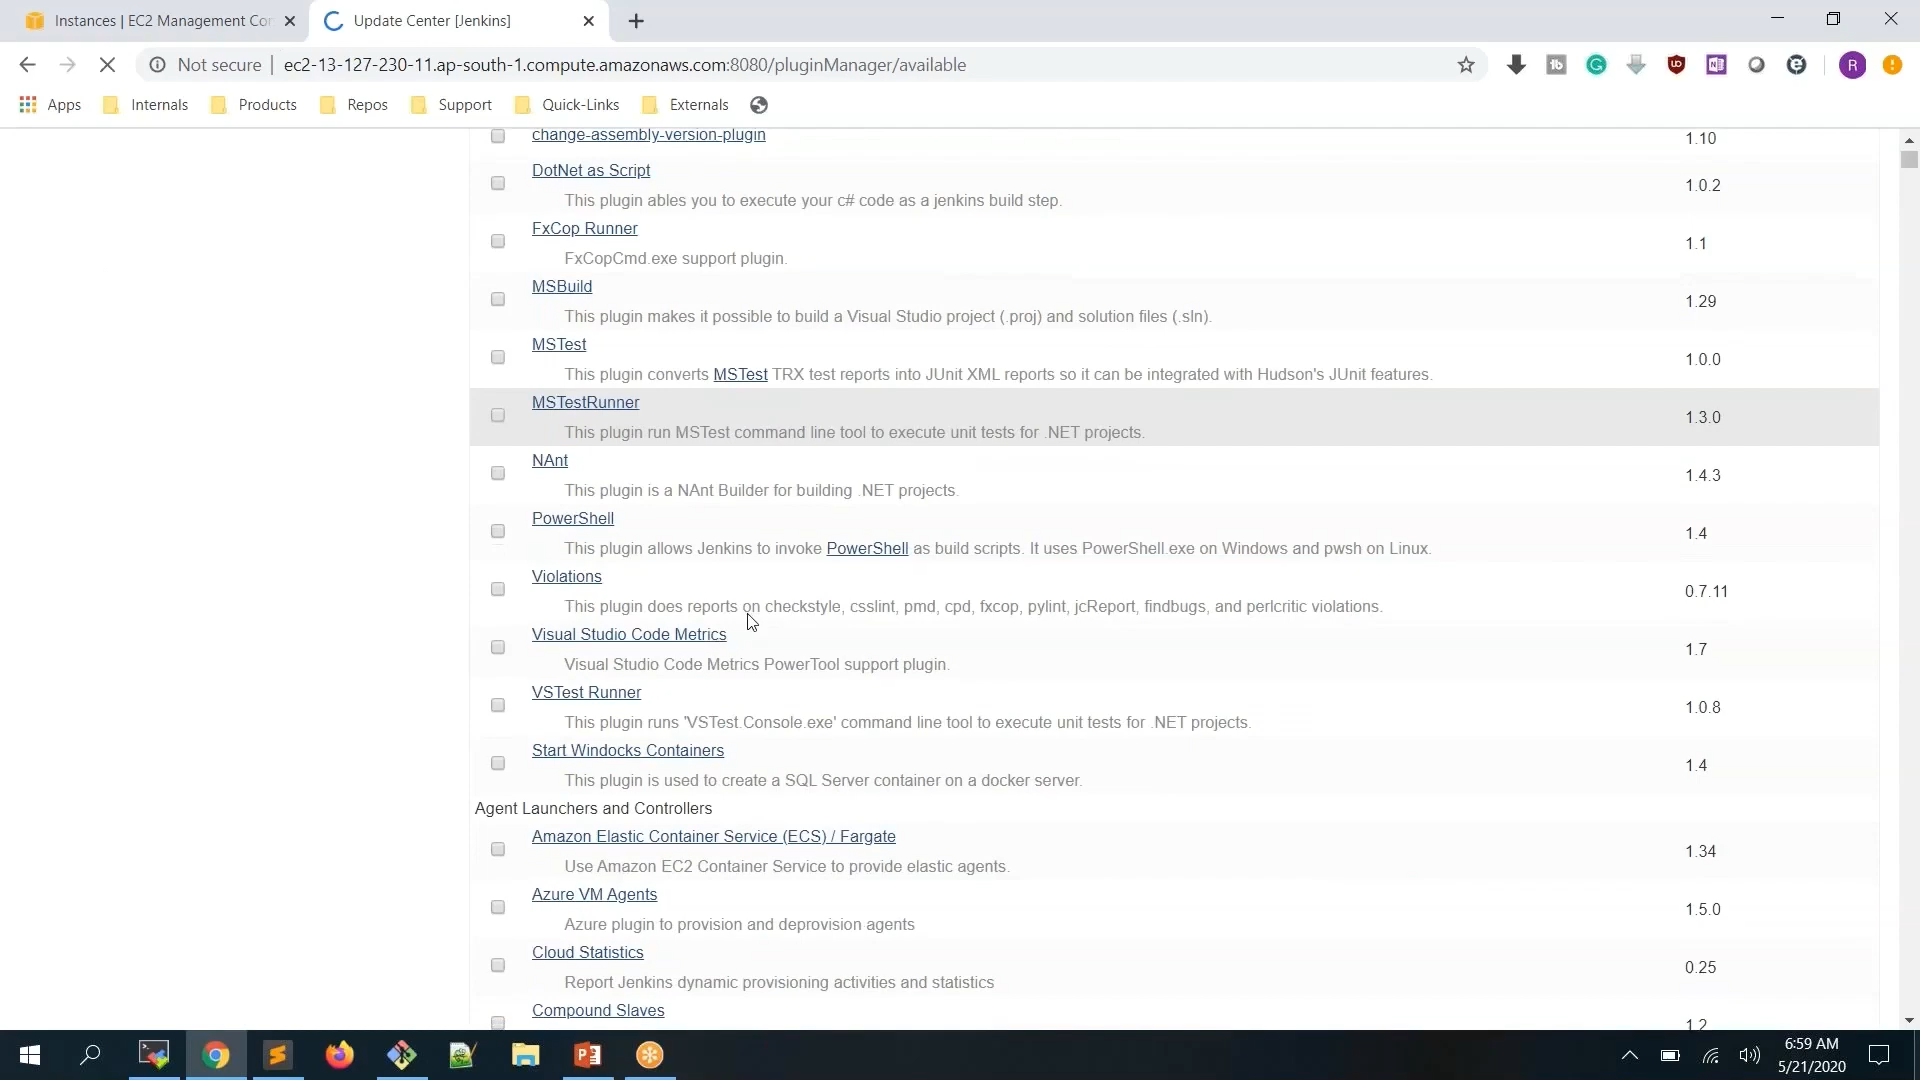 Instances | EC2 Management Con
Update Center [Jenkins]
Not secure | ec2-13-127-230-11.ap-south-1.compute.amazonaws.com:8080/pluginManager/available
Apps Internals Products Repos Support Quick-Links Externals
change-assembly-version-plugin 1.10
DotNet as Script 1.0.2
This plugin ables you to execute your c# code as a jenkins build step.
FxCop Runner 1.1
FxCopCmd.exe support plugin.
MSBuild 1.29
This plugin makes it possible to build a Visual Studio project (.proj) and solution files (.sln).
MSTest 1.0.0
This plugin converts MSTest TRX test reports into JUnit XML reports so it can be integrated with Hudson's JUnit features.
MSTestRunner 1.3.0
This plugin run MSTest command line tool to execute unit tests for .NET projects.
NAnt 1.4.3
This plugin is a NAnt Builder for building .NET projects.
PowerShell 1.4
This plugin allows Jenkins to invoke PowerShell as build scripts. It uses PowerShell.exe on Windows and pwsh on Linux.
Violations 0.7.11
This plugin does reports on checkstyle, csslint, pmd, cpd, fxcop, pylint, jcReport, findbugs, and perlcritic violations.
Visual Studio Code Metrics 1.7
Visual Studio Code Metrics PowerTool support plugin.
VSTest Runner 1.0.8
This plugin runs 'VSTest.Console.exe' command line tool to execute unit tests for .NET projects.
Start Windocks Containers 1.4
This plugin is used to create a SQL Server container on a docker server.
Agent Launchers and Controllers
Amazon Elastic Container Service (ECS) / Fargate 1.34
Use Amazon EC2 Container Service to provide elastic agents.
Azure VM Agents 1.5.0
Azure plugin to provision and deprovision agents
Cloud Statistics 0.25
Report Jenkins dynamic provisioning activities and statistics
Compound Slaves 1.2
6:59 AM
5/21/2020